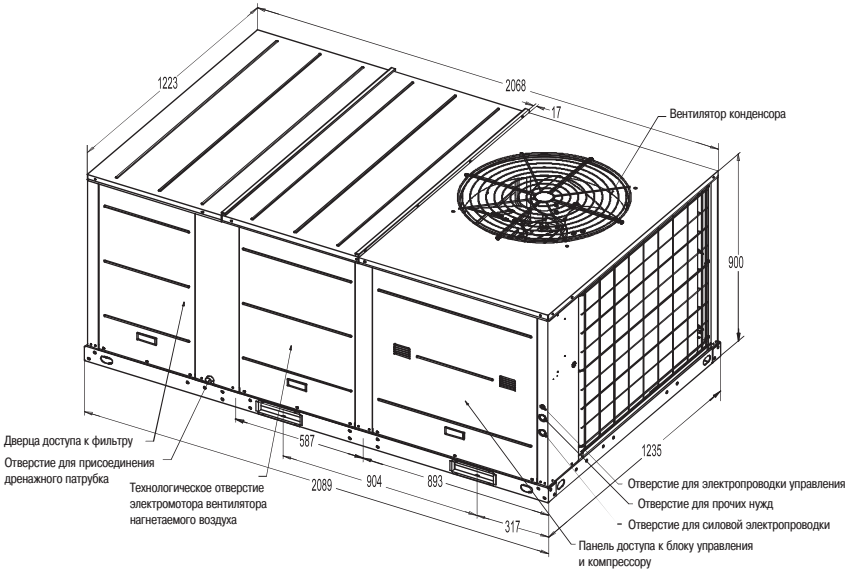 1223
2068
17
Вентилятор конденсора
900
Дверца доступа к фильтру
Отверстие для присоединения
дренажного патрубка
Технологическое отверстие
электромотора вентилятора
нагнетаемого воздуха
587
904
893
2089
317
1235
Отверстие для электропроводки управления
Отверстие для прочих нужд
Отверстие для силовой электропроводки
Панель доступа к блоку управления
и компрессору